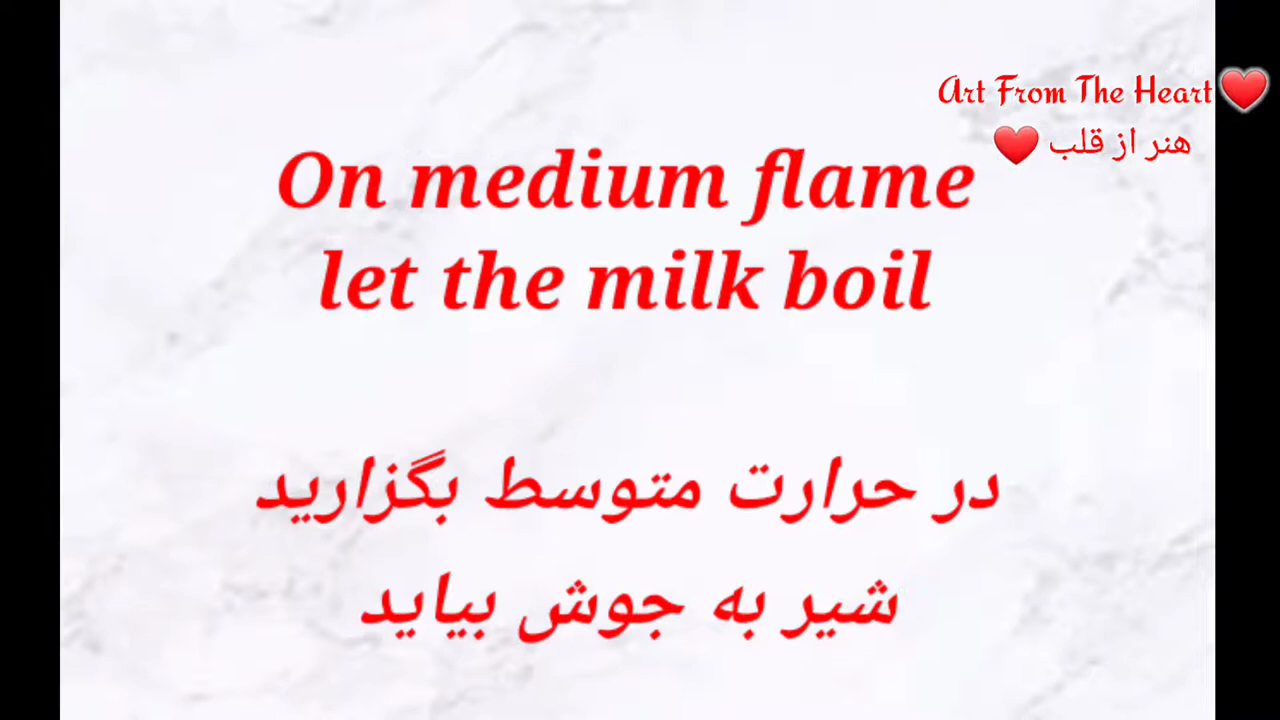 Art From The Heart❤️
هنر از قلب ❤️
On medium flame
let the milk boil
در حرارت متوسط بگزارید
شیر به جوش بیاید